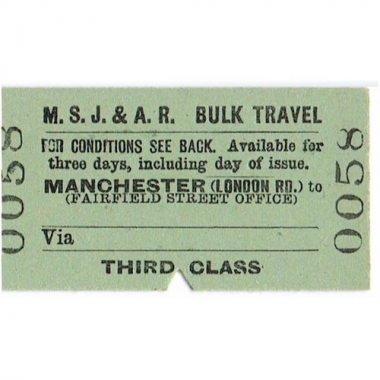 M. S. J. & A. R. BULK TRAVEL
FOR CONDITIONS SEE BACK. Available for
three days, including day of issue.
MANCHESTER (LONDON RD.) to
(FAIRFIELD STREET OFFICE)
Via
THIRD CLASS
0058
0058